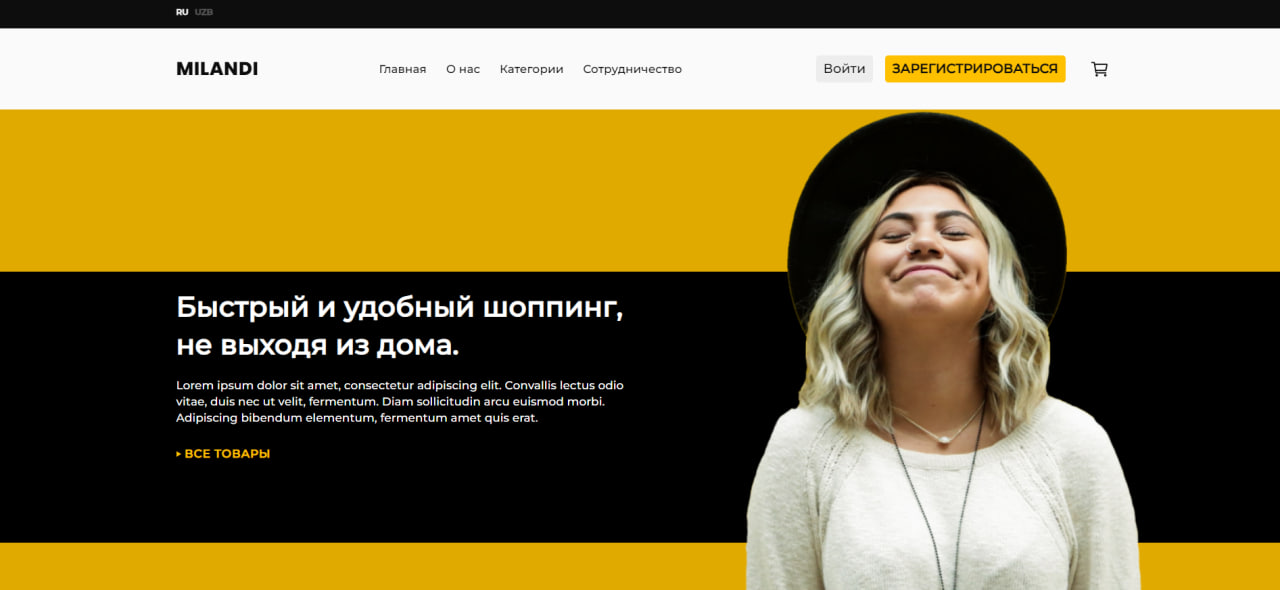 RU UZB
MILANDI Главная О нас Категории Сотрудничество Войти ЗАРЕГИСТРИРОВАТЬСЯ
Быстрый и удобный шоппинг,
не выходя из дома.
Lorem ipsum dolor sit amet, consectetur adipiscing elit. Convallis lectus odio
vitae, duis nec ut velit, fermentum. Diam sollicitudin arcu euismod morbi.
Adipiscing bibendum elementum, fermentum amet quis erat.
ВСЕ ТОВАРЫ